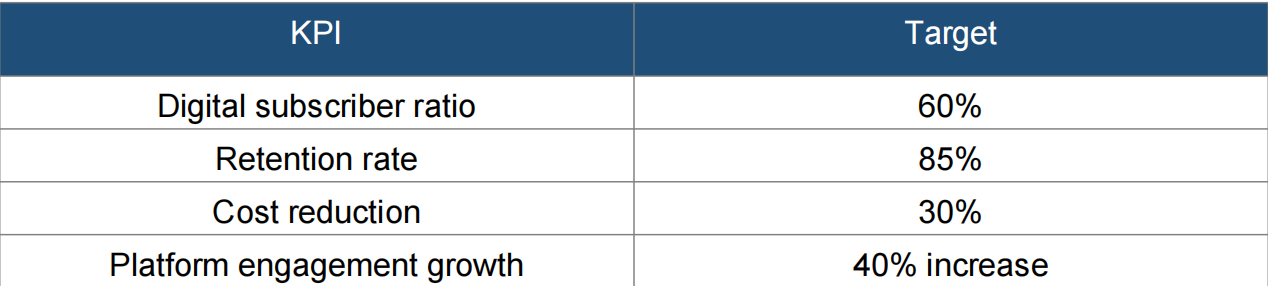 KPI Target
Digital subscriber ratio 60%
Retention rate 85%
Cost reduction 30%
Platform engagement growth 40% increase